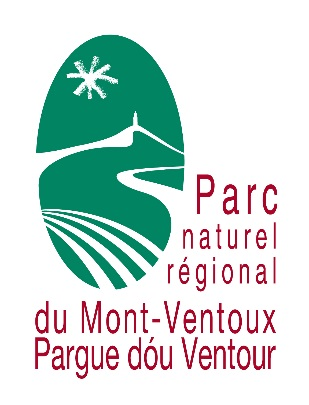 Parc
naturel
régional
du Mont-Ventoux
Pargue dóu Ventour